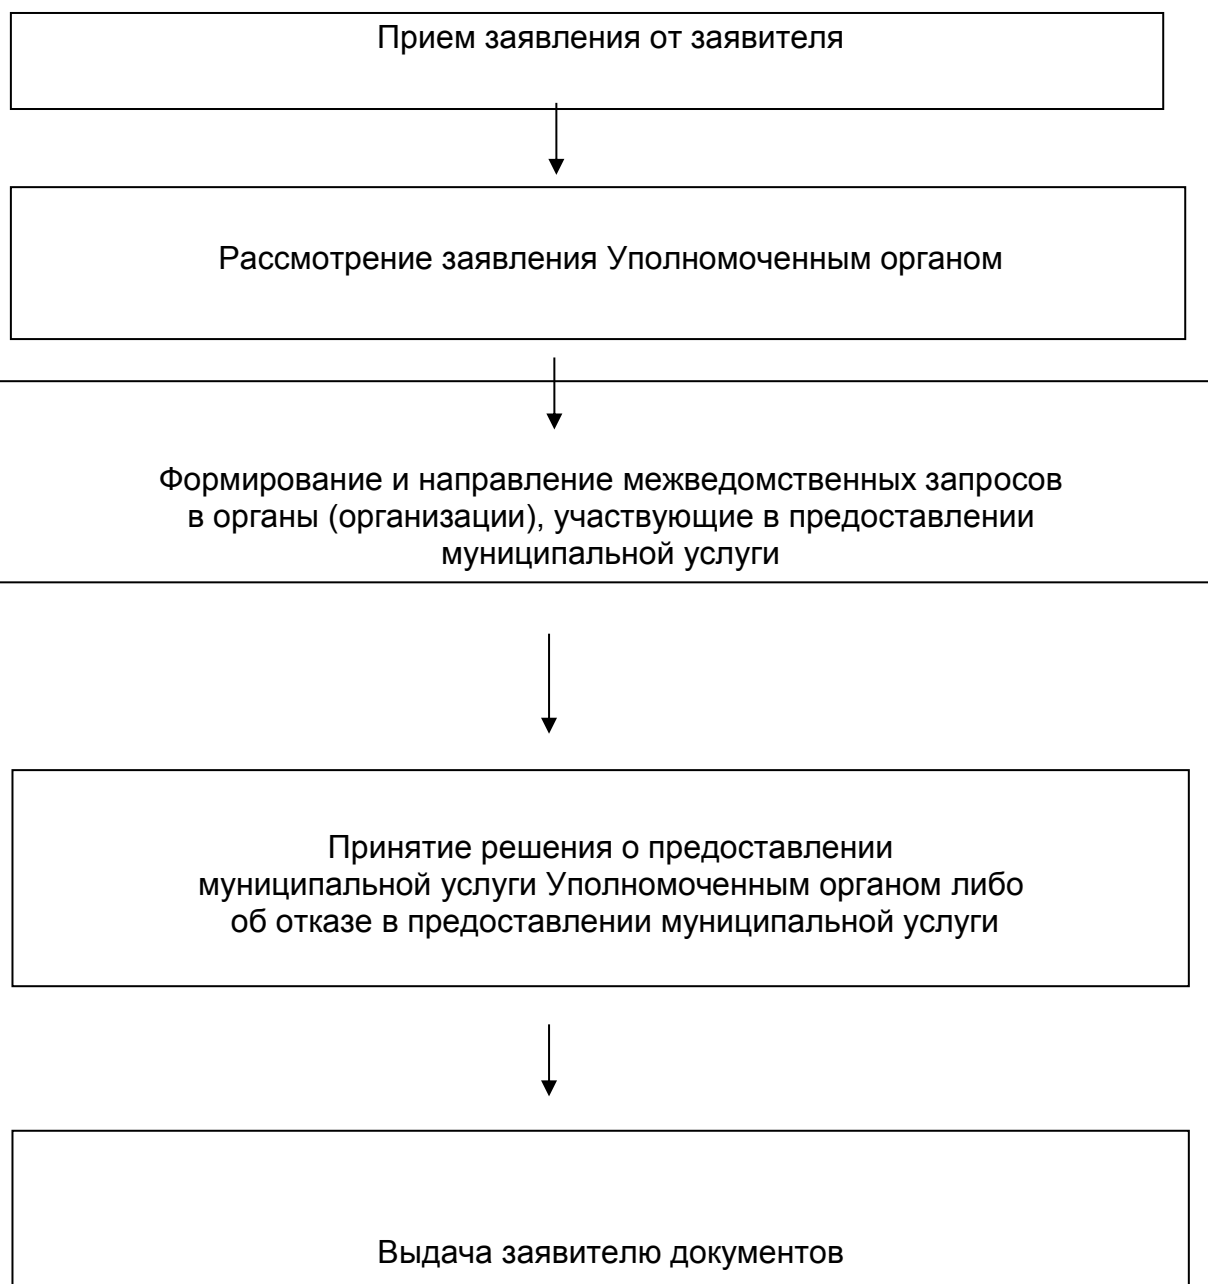 Прием заявления от заявителя
Рассмотрение заявления Уполномоченным органом
Формирование и направление межведомственных запросов
в органы (организации), участвующие в предоставлении
муниципальной услуги
Принятие решения о предоставлении
муниципальной услуги Уполномоченным органом либо
об отказе в предоставлении муниципальной услуги
Выдача заявителю документов